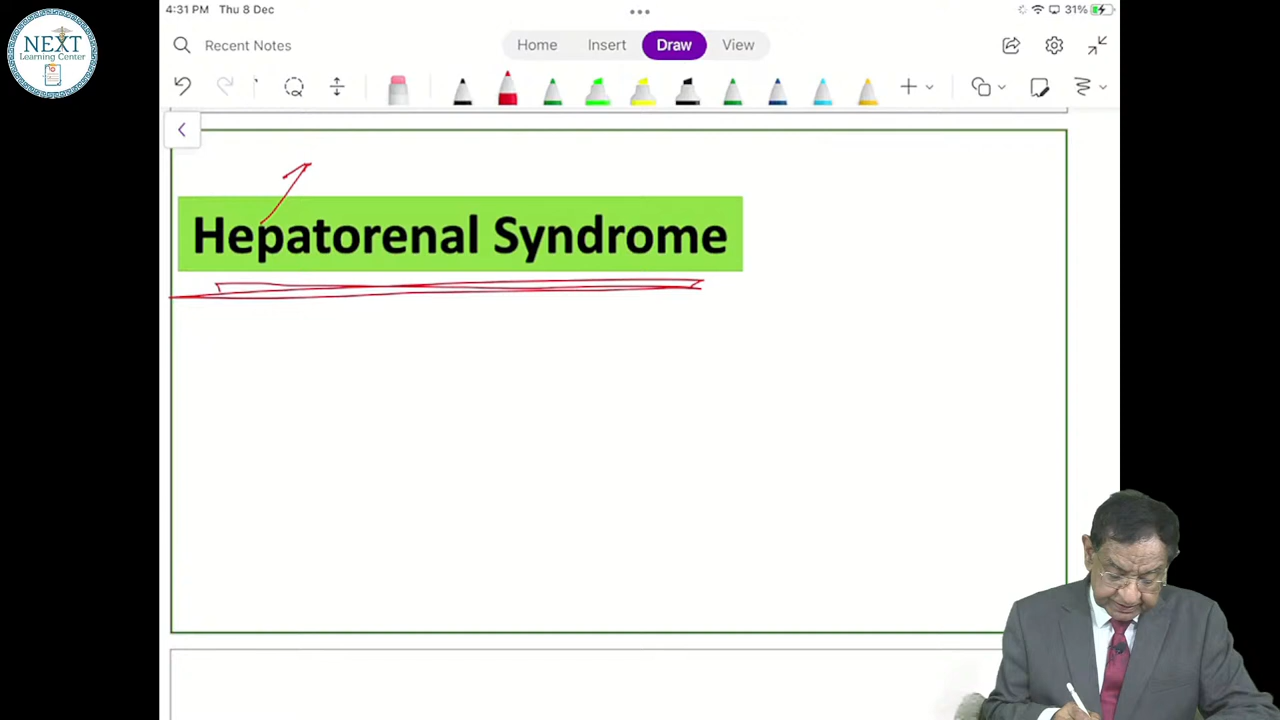 4:31 PM Thu 8 Dec
31%
NEXT
Learning Center
Recent Notes
Home Insert Draw View
Hepatorenal Syndrome